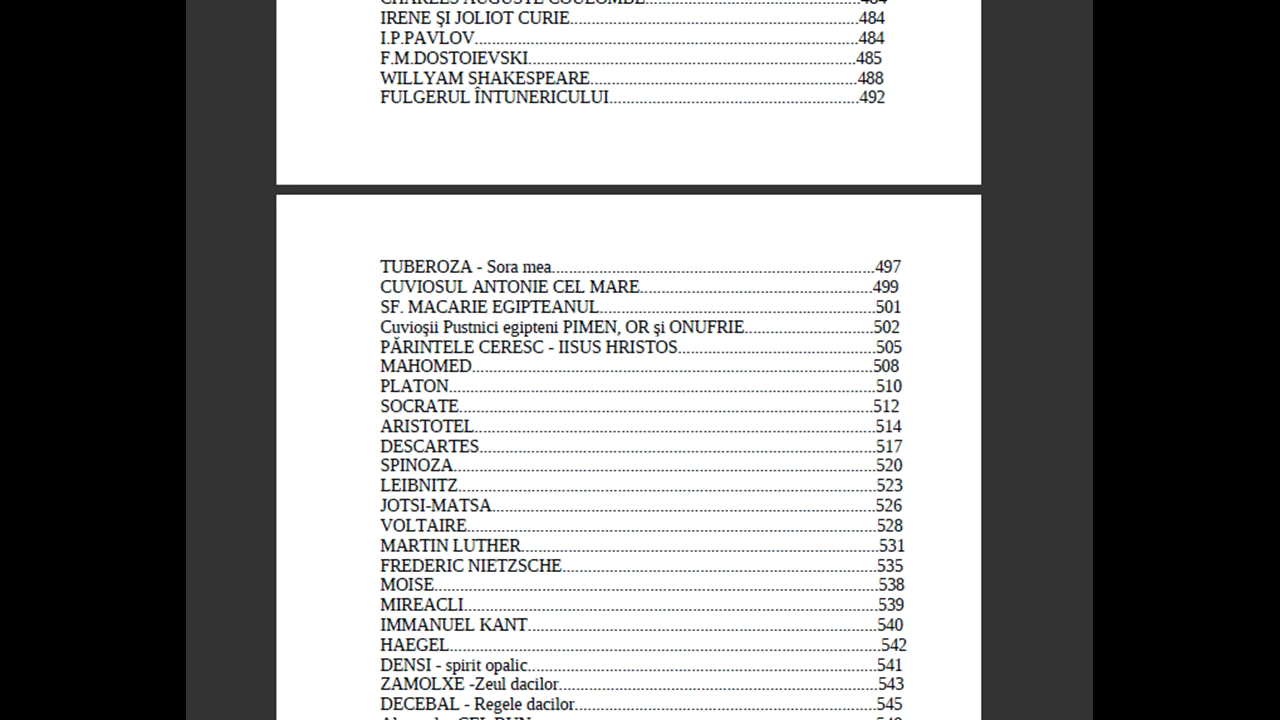 CHARLES AUGUSTE COULOMBE..................................................484
IRENE ŞI JOLIOT CURIE...................................................................484
I.P.PAVLOV.........................................................................................484
F.M.DOSTOIEVSKI............................................................................485
WILLYAM SHAKESPEARE..............................................................488
FULGERUL ÎNTUNERICULUI..........................................................492
TUBEROZA - Sora mea...........................................................................497
CUVIOSUL ANTONIE CEL MARE......................................................499
SF. MACARIE EGIPTEANUL................................................................501
Cuvioşii Pustnici egipteni PIMEN, OR şi ONUFRIE..............................502
PĂRINTELE CERESC - IISUS HRISTOS..............................................505
MAHOMED.............................................................................................508
PLATON...................................................................................................510
SOCRATE................................................................................................512
ARISTOTEL.............................................................................................514
DESCARTES............................................................................................517
SPINOZA..................................................................................................520
LEIBNITZ.................................................................................................523
JOTSI-MATSA.........................................................................................526
VOLTAIRE...............................................................................................528
MARTIN LUTHER...................................................................................531
FREDERIC NIETZSCHE.........................................................................535
MOISE.......................................................................................................538
MIREACLI................................................................................................539
IMMANUEL KANT.................................................................................540
HAEGEL....................................................................................................542
DENSI - spirit opalic.................................................................................541
ZAMOLXE -Zeul dacilor..........................................................................543
DECEBAL - Regele dacilor......................................................................545